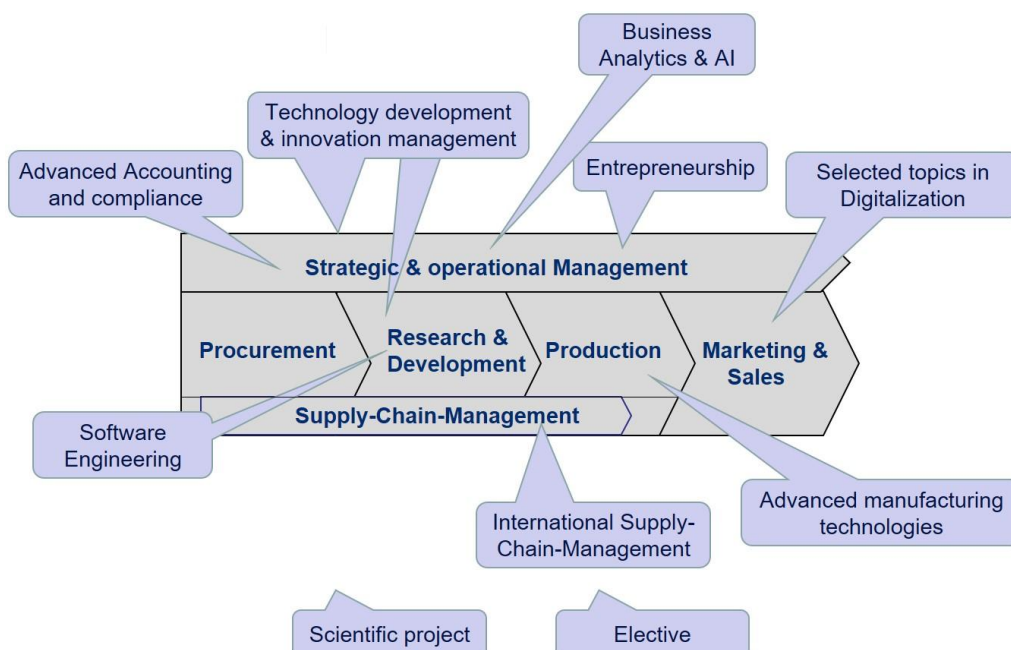 Business
Analytics & AI
Technology development
& innovation management
Advanced Accounting
and compliance
Entrepreneurship
Selected topics in
Digitalization
Strategic & operational Management
Procurement
Research &
Development
Production
Marketing &
Sales
Supply-Chain-Management
Software
Engineering
International Supply-
Chain-Management
Advanced manufacturing
technologies
Scientific project
Elective